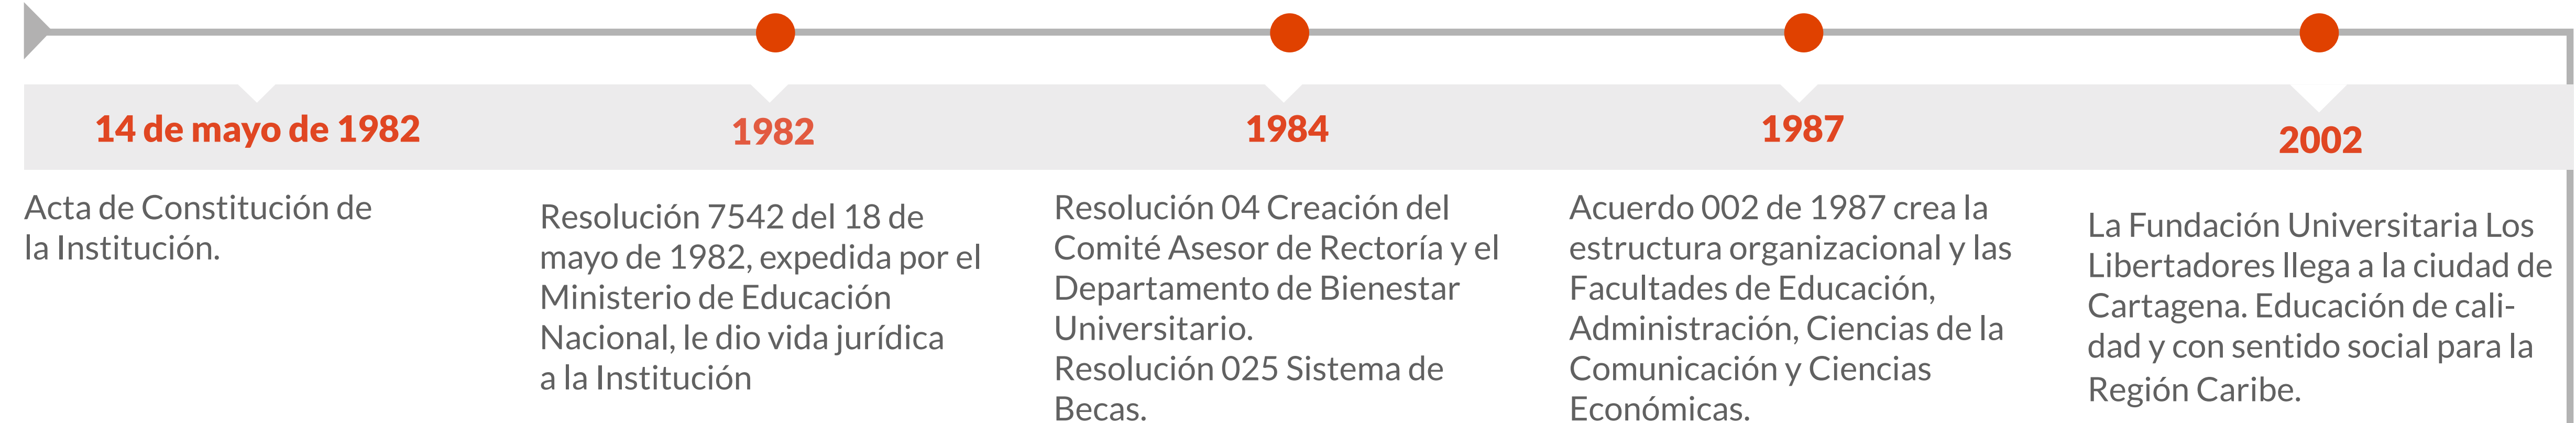 14 de mayo de 1982
Acta de Constitución de
la Institución.
1982
Resolución 7542 del 18 de
mayo de 1982, expedida por el
Ministerio de Educación
Nacional, le dio vida jurídica
a la Institución
1984
Resolución 04 Creación del
Comité Asesor de Rectoría y el
Departamento de Bienestar
Universitario.
Resolución 025 Sistema de
Becas.
1987
Acuerdo 002 de 1987 crea la
estructura organizacional y las
Facultades de Educación,
Administración, Ciencias de la
Comunicación y Ciencias
Económicas.
2002
La Fundación Universitaria Los
Libertadores llega a la ciudad de
Cartagena. Educación de cali-
dad y con sentido social para la
Región Caribe.